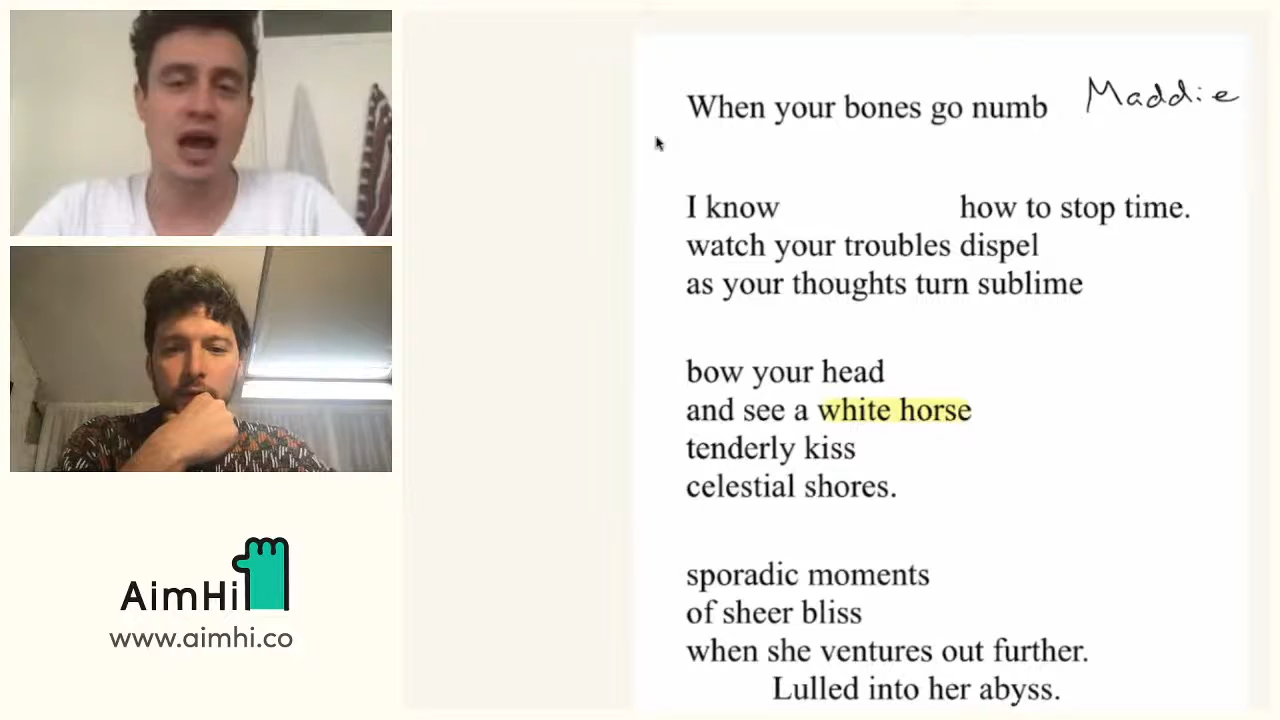 When your bones go numb Maddie
I know how to stop time.
watch your troubles dispel
as your thoughts turn sublime
bow your head
and see a white horse
tenderly kiss
celestial shores.
sporadic moments
of sheer bliss
when she ventures out further.
Lulled into her abyss.
AimHi
www.aimhi.co